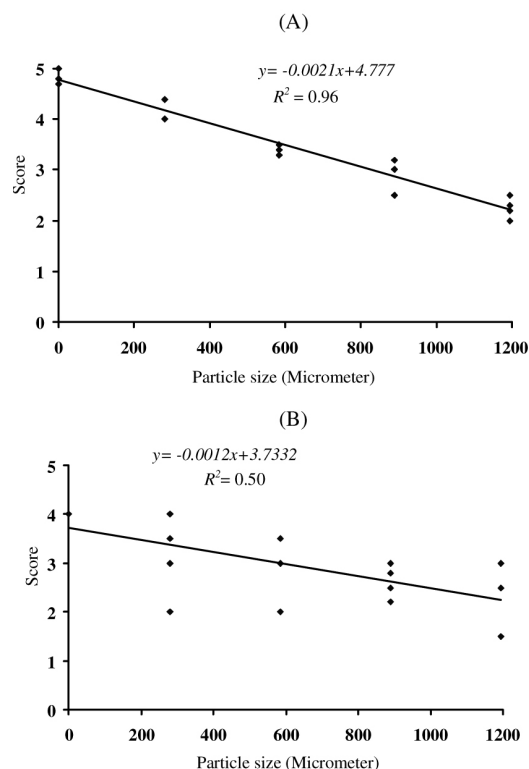 (A)
y= -0.0021x+4.777
R² = 0.96
5
4
3
2
1
0
Score
0 200 400 600 800 1000 1200
Particle size (Micrometer)
(B)
y= -0.0012x+3.7332
R²= 0.50
5
4
3
2
1
0
Score
0 200 400 600 800 1000 1200
Particle size (Micrometer)